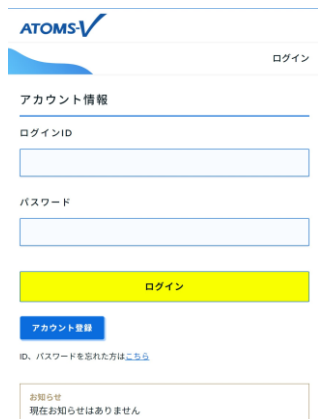 ATOMS-V
ログイン
アカウント情報
ログインID
パスワード
ログイン
アカウント登録
ID、パスワードを忘れた方はこちら
お知らせ
現在お知らせはありません